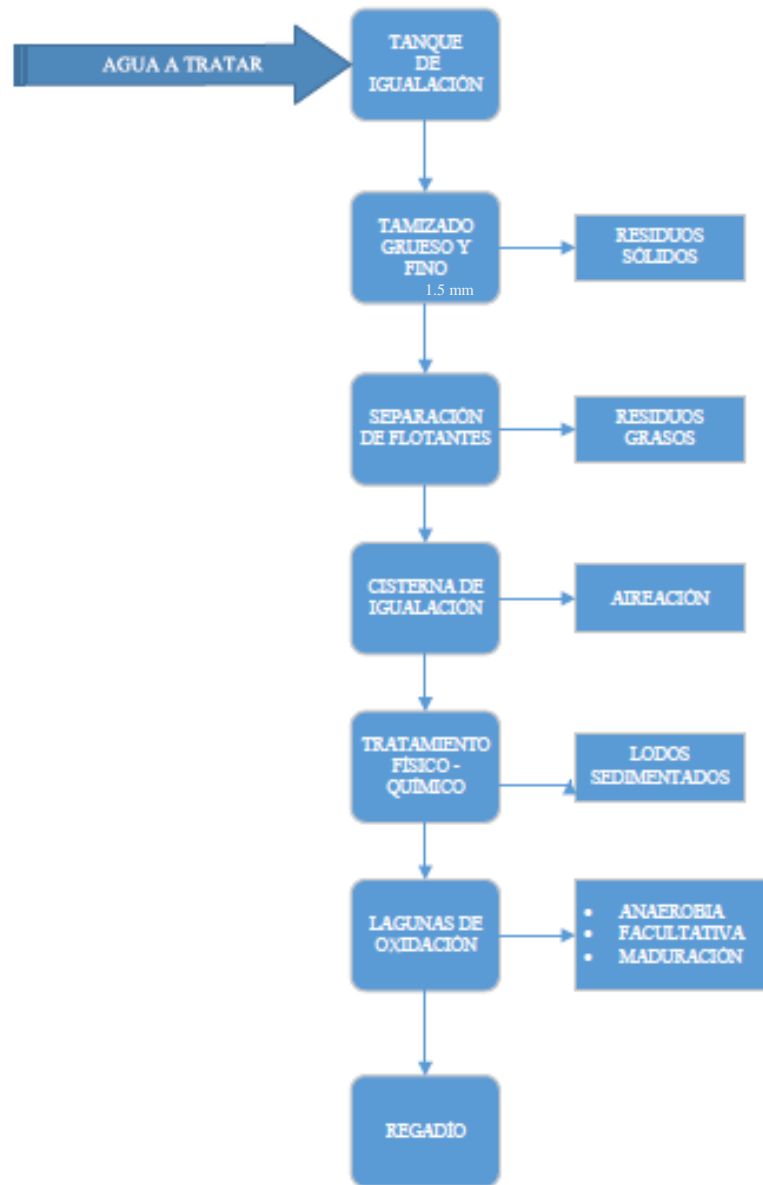 AGUA A TRATAR
TANQUE
DE
IGUALACIÓN
TAMIZADO
GRUESO Y
FINO
1.5 mm
RESIDUOS
SÓLIDOS
SEPARACIÓN
DE FLOTANTES
RESIDUOS
GRASOS
CISTERNA DE
IGUALACIÓN
AIREACIÓN
TRATAMIENTO
FÍSICO -
QUÍMICO
LODOS
SEDIMENTADOS
LAGUNAS DE
OXIDACIÓN
• ANAEROBIA
• FACULTATIVA
• MADURACIÓN
REGADÍO